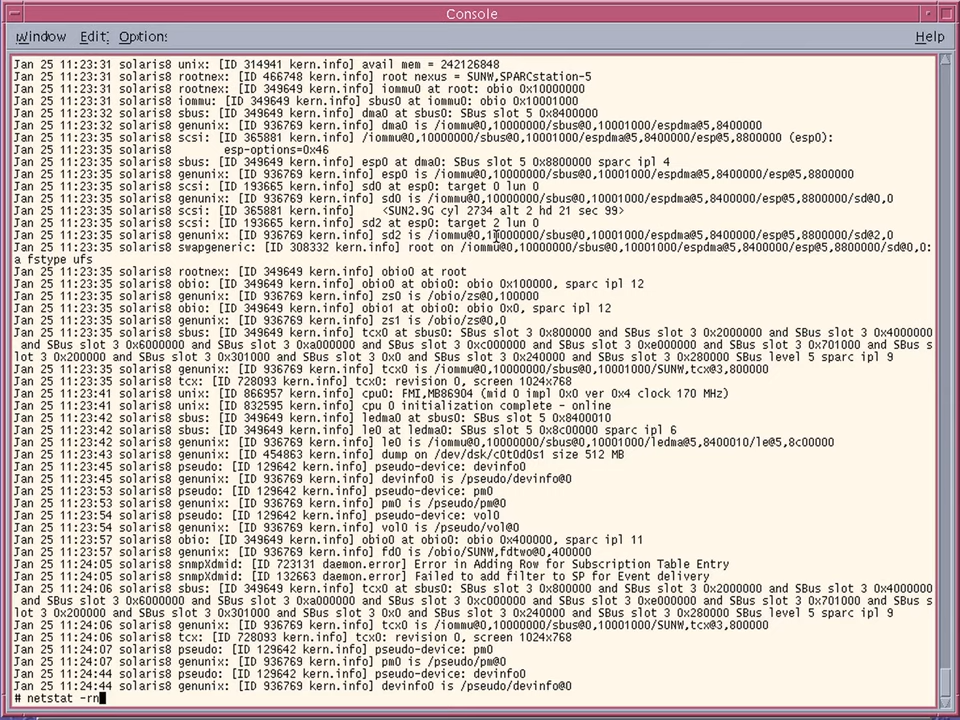 Console
Window Edit Options Help
Jan 25 11:23:31 solaris8 unix: [ID 314941 kern.info] avail mem = 242126848
Jan 25 11:23:31 solaris8 rootnex: [ID 466748 kern.info] root nexus = SUNW,SPARCstation-5
Jan 25 11:23:31 solaris8 rootnex: [ID 349649 kern.info] iommu0 at root: obio 0x10000000
Jan 25 11:23:31 solaris8 iommu: [ID 349649 kern.info] sbus0 at iommu0: obio 0x10001000
Jan 25 11:23:32 solaris8 sbus: [ID 349649 kern.info] dma0 at sbus0: SBus slot 5 0x8400000
Jan 25 11:23:32 solaris8 genunix: [ID 936769 kern.info] dma0 is /iommu@0,10000000/sbus@0,10001000/espdma@5,8400000
Jan 25 11:23:35 solaris8 scsi: [ID 365881 kern.info] /iommu@0,10000000/sbus@0,10001000/espdma@5,8400000/esp@5,8800000 (esp0):
Jan 25 11:23:35 solaris8 esp-options=0x46
Jan 25 11:23:35 solaris8 sbus: [ID 349649 kern.info] esp0 at dma0: SBus slot 5 0x8800000 sparc ipl 4
Jan 25 11:23:35 solaris8 genunix: [ID 936769 kern.info] esp0 is /iommu@0,10000000/sbus@0,10001000/espdma@5,8400000/esp@5,8800000
Jan 25 11:23:35 solaris8 scsi: [ID 193665 kern.info] sd0 at esp0: target 0 lun 0
Jan 25 11:23:35 solaris8 genunix: [ID 936769 kern.info] sd0 is /iommu@0,10000000/sbus@0,10001000/espdma@5,8400000/esp@5,8800000/sd@0,0
Jan 25 11:23:35 solaris8 scsi: [ID 365881 kern.info] <SUN2.9G cyl 2734 alt 2 hd 21 sec 99>
Jan 25 11:23:35 solaris8 scsi: [ID 193665 kern.info] sd2 at esp0: target 2 lun 0
Jan 25 11:23:35 solaris8 genunix: [ID 936769 kern.info] sd2 is /iommu@0,10000000/sbus@0,10001000/espdma@5,8400000/esp@5,8800000/sd@2,0
Jan 25 11:23:35 solaris8 swapgeneric: [ID 308332 kern.info] root on /iommu@0,10000000/sbus@0,10001000/espdma@5,8400000/esp@5,8800000/sd@0,0:
a fstype ufs
Jan 25 11:23:35 solaris8 rootnex: [ID 349649 kern.info] obio0 at root
Jan 25 11:23:35 solaris8 obio: [ID 349649 kern.info] obio0 at obio0: obio 0x100000, sparc ipl 12
Jan 25 11:23:35 solaris8 genunix: [ID 936769 kern.info] zs0 is /obio/zs@0,100000
Jan 25 11:23:35 solaris8 obio: [ID 349649 kern.info] obio1 at obio0: obio 0x0, sparc ipl 12
Jan 25 11:23:35 solaris8 genunix: [ID 936769 kern.info] zs1 is /obio/zs@0,0
Jan 25 11:23:35 solaris8 sbus: [ID 349649 kern.info] tcx0 at sbus0: SBus slot 3 0x800000 and SBus slot 3 0x2000000 and SBus slot 3 0x4000000
and SBus slot 3 0x6000000 and SBus slot 3 0xa000000 and SBus slot 3 0xc000000 and SBus slot 3 0xe000000 and SBus slot 3 0x701000 and SBus s
lot 3 0x200000 and SBus slot 3 0x301000 and SBus slot 3 0x0 and SBus slot 3 0x240000 and SBus slot 3 0x280000 SBus level 5 sparc ipl 9
Jan 25 11:23:35 solaris8 genunix: [ID 936769 kern.info] tcx0 is /iommu@0,10000000/sbus@0,10001000/SUNW,tcx@3,800000
Jan 25 11:23:35 solaris8 tcx: [ID 728093 kern.info] tcx0: revision 0, screen 1024x768
Jan 25 11:23:41 solaris8 unix: [ID 866957 kern.info] cpu0: FMI,MB86904 (mid 0 impl 0x0 ver 0x4 clock 170 MHz)
Jan 25 11:23:41 solaris8 unix: [ID 832595 kern.info] cpu 0 initialization complete - online
Jan 25 11:23:42 solaris8 sbus: [ID 349649 kern.info] ledma0 at sbus0: SBus slot 5 0x8400010
Jan 25 11:23:42 solaris8 sbus: [ID 349649 kern.info] le0 at ledma0: SBus slot 5 0x8c00000 sparc ipl 6
Jan 25 11:23:42 solaris8 genunix: [ID 936769 kern.info] le0 is /iommu@0,10000000/sbus@0,10001000/ledma@5,8400010/le@5,8c00000
Jan 25 11:23:43 solaris8 genunix: [ID 454863 kern.info] dump on /dev/dsk/c0t0d0s1 size 512 MB
Jan 25 11:23:45 solaris8 pseudo: [ID 129642 kern.info] pseudo-device: devinfo0
Jan 25 11:23:45 solaris8 genunix: [ID 936769 kern.info] devinfo0 is /pseudo/devinfo@0
Jan 25 11:23:53 solaris8 pseudo: [ID 129642 kern.info] pseudo-device: pm0
Jan 25 11:23:53 solaris8 genunix: [ID 936769 kern.info] pm0 is /pseudo/pm@0
Jan 25 11:23:54 solaris8 pseudo: [ID 129642 kern.info] pseudo-device: vol0
Jan 25 11:23:54 solaris8 genunix: [ID 936769 kern.info] vol0 is /pseudo/vol@0
Jan 25 11:23:57 solaris8 obio: [ID 349649 kern.info] obio0 at obio0: obio 0x400000, sparc ipl 11
Jan 25 11:23:57 solaris8 genunix: [ID 936769 kern.info] fd0 is /obio/SUNW,fdtwo@0,400000
Jan 25 11:24:05 solaris8 snmpXdmid: [ID 723131 daemon.error] Error in Adding Row for Subscription Table Entry
Jan 25 11:24:05 solaris8 snmpXdmid: [ID 132663 daemon.error] Failed to add filter to SP for Event delivery
Jan 25 11:24:06 solaris8 sbus: [ID 349649 kern.info] tcx0 at sbus0: SBus slot 3 0x800000 and SBus slot 3 0x2000000 and SBus slot 3 0x4000000
and SBus slot 3 0x6000000 and SBus slot 3 0xa000000 and SBus slot 3 0xc000000 and SBus slot 3 0xe000000 and SBus slot 3 0x701000 and SBus s
lot 3 0x200000 and SBus slot 3 0x301000 and SBus slot 3 0x0 and SBus slot 3 0x240000 and SBus slot 3 0x280000 SBus level 5 sparc ipl 9
Jan 25 11:24:06 solaris8 genunix: [ID 936769 kern.info] tcx0 is /iommu@0,10000000/sbus@0,10001000/SUNW,tcx@3,800000
Jan 25 11:24:06 solaris8 tcx: [ID 728093 kern.info] tcx0: revision 0, screen 1024x768
Jan 25 11:24:07 solaris8 pseudo: [ID 129642 kern.info] pseudo-device: pm0
Jan 25 11:24:07 solaris8 genunix: [ID 936769 kern.info] pm0 is /pseudo/pm@0
Jan 25 11:24:44 solaris8 pseudo: [ID 129642 kern.info] pseudo-device: devinfo0
Jan 25 11:24:44 solaris8 genunix: [ID 936769 kern.info] devinfo0 is /pseudo/devinfo@0
# netstat -rn